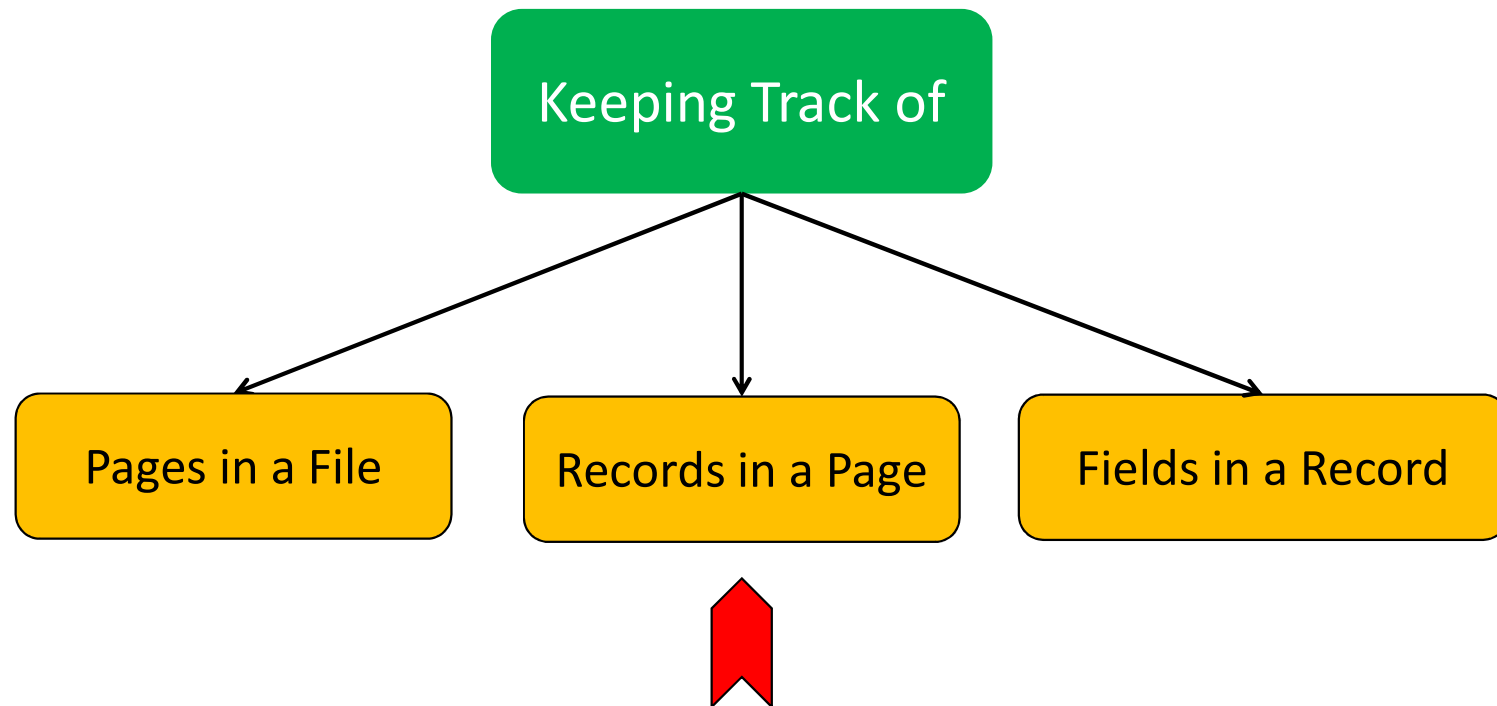 Keeping Track of
Pages in a File
Records in a Page
Fields in a Record